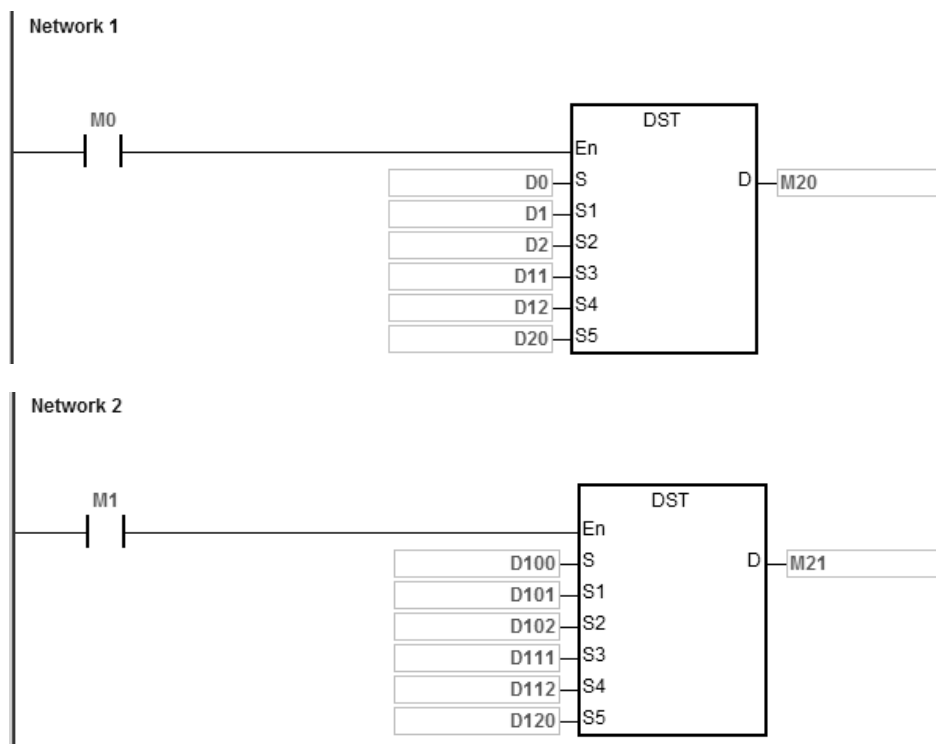 Network 1
M0
DST
En
D0 S D M20
D1 S1
D2 S2
D11 S3
D12 S4
D20 S5
Network 2
M1
DST
En
D100 S D M21
D101 S1
D102 S2
D111 S3
D112 S4
D120 S5